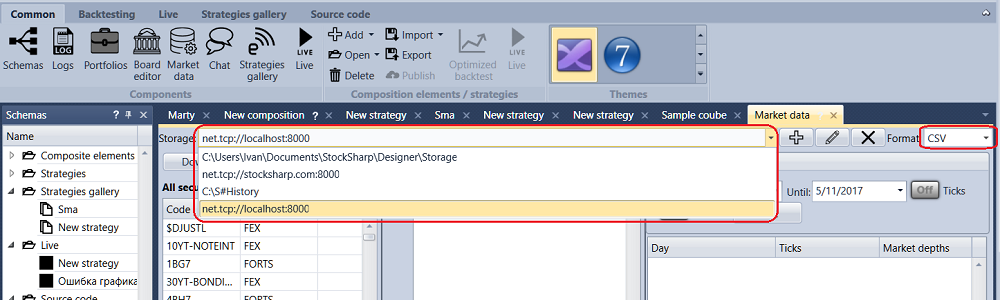 Common Backtesting Live Strategies gallery Source code
Schemas
Logs
Portfolios
Board editor
Market data
Chat
Strategies gallery
LIVE Live
Add
Open
Delete
Import
Export
Publish
Optimized backtest
LIVE Live
7
Components
Composition elements / strategies
Themes
Schemas ?
Marty New composition ? New strategy Sma New strategy New strategy Sample coube Market data
Name
Composite elements
Strategies
Strategies gallery
Sma
New strategy
Live
New strategy
Ошибка графика
Source code
Storage net.tcp://localhost:8000
Format CSV
C:\Users\Ivan\Documents\StockSharp\Designer\Storage
net.tcp://stocksharp.com:8000
C:\S#History
net.tcp://localhost:8000
Until: 5/11/2017 Off Ticks
All secu
Code
$DJUSTL FEX
10YT-NOTEINT FEX
1BG7 FORTS
30YT-BONDI... FEX
4BH7 FORTS
Day Ticks Market depths